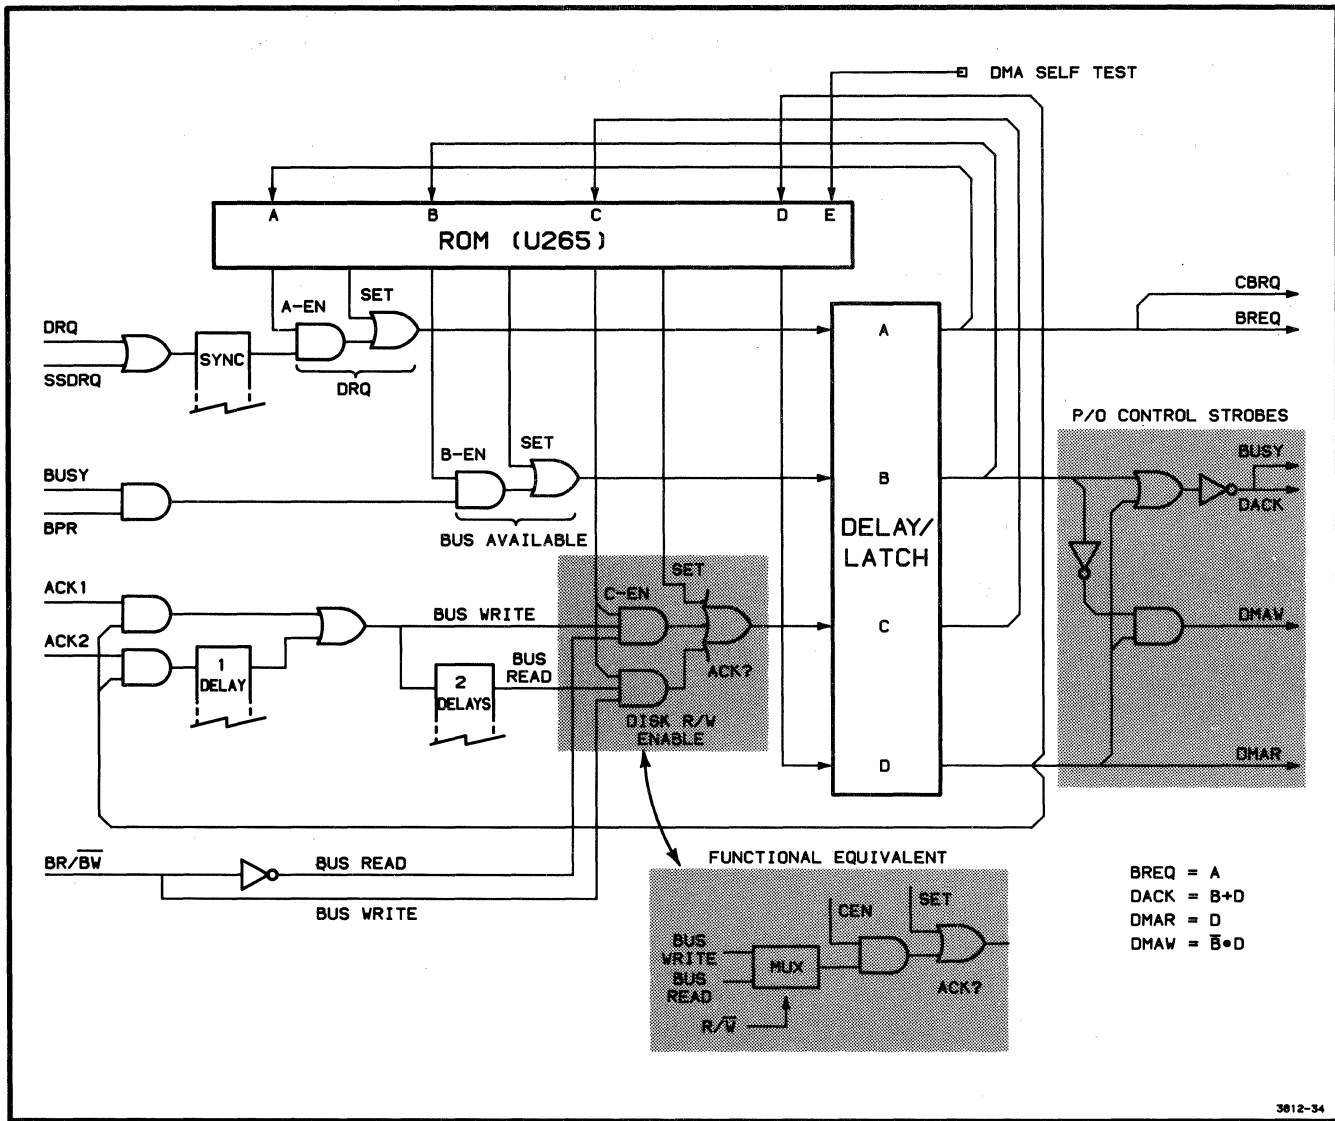 DMA SELF TEST
A B C D E
ROM (U265)
A-EN
SET
CBRQ
BREQ
DRQ
SSDRQ
SYNC
DRQ
A
P/O CONTROL STROBES
BUSY
BPR
B-EN
SET
BUS AVAILABLE
B
BUSY
DACK
DELAY/
LATCH
ACK1
ACK2
1
DELAY
BUS WRITE
BUS
READ
2
DELAYS
SET
C-EN
ACK?
DISK R/W
ENABLE
C
DMAW
D
DMAR
BR/B̅W̅
BUS READ
BUS WRITE
FUNCTIONAL EQUIVALENT
CEN
SET
BUS
WRITE
BUS
READ
MUX
R/W̅
ACK?
BREQ = A
DACK = B+D
DMAR = D
DMAW = B̅•D
3812-34